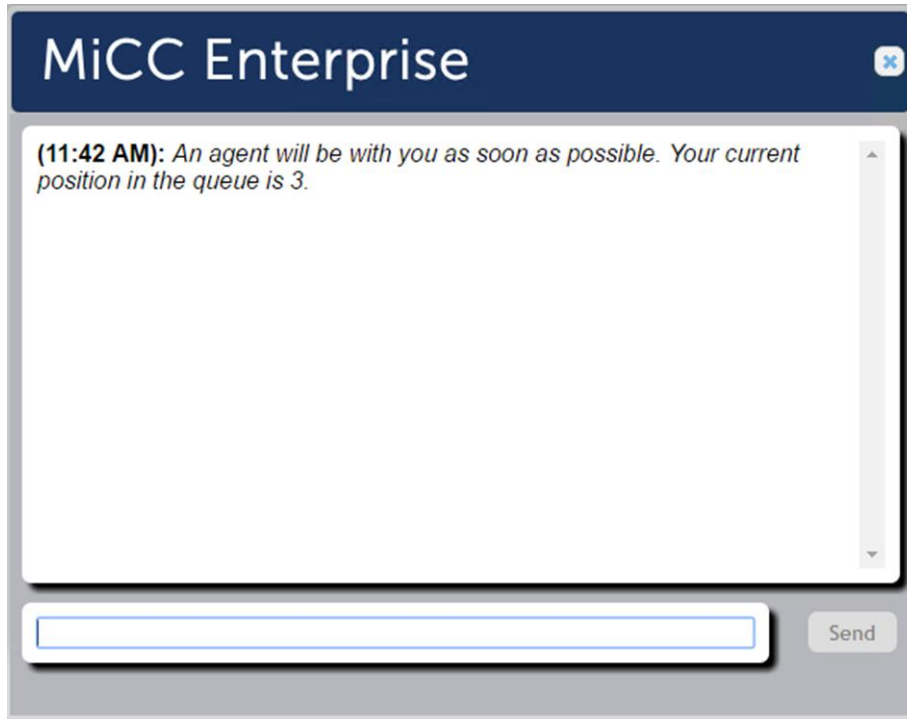 MiCC Enterprise
(11:42 AM): An agent will be with you as soon as possible. Your current
position in the queue is 3.
Send